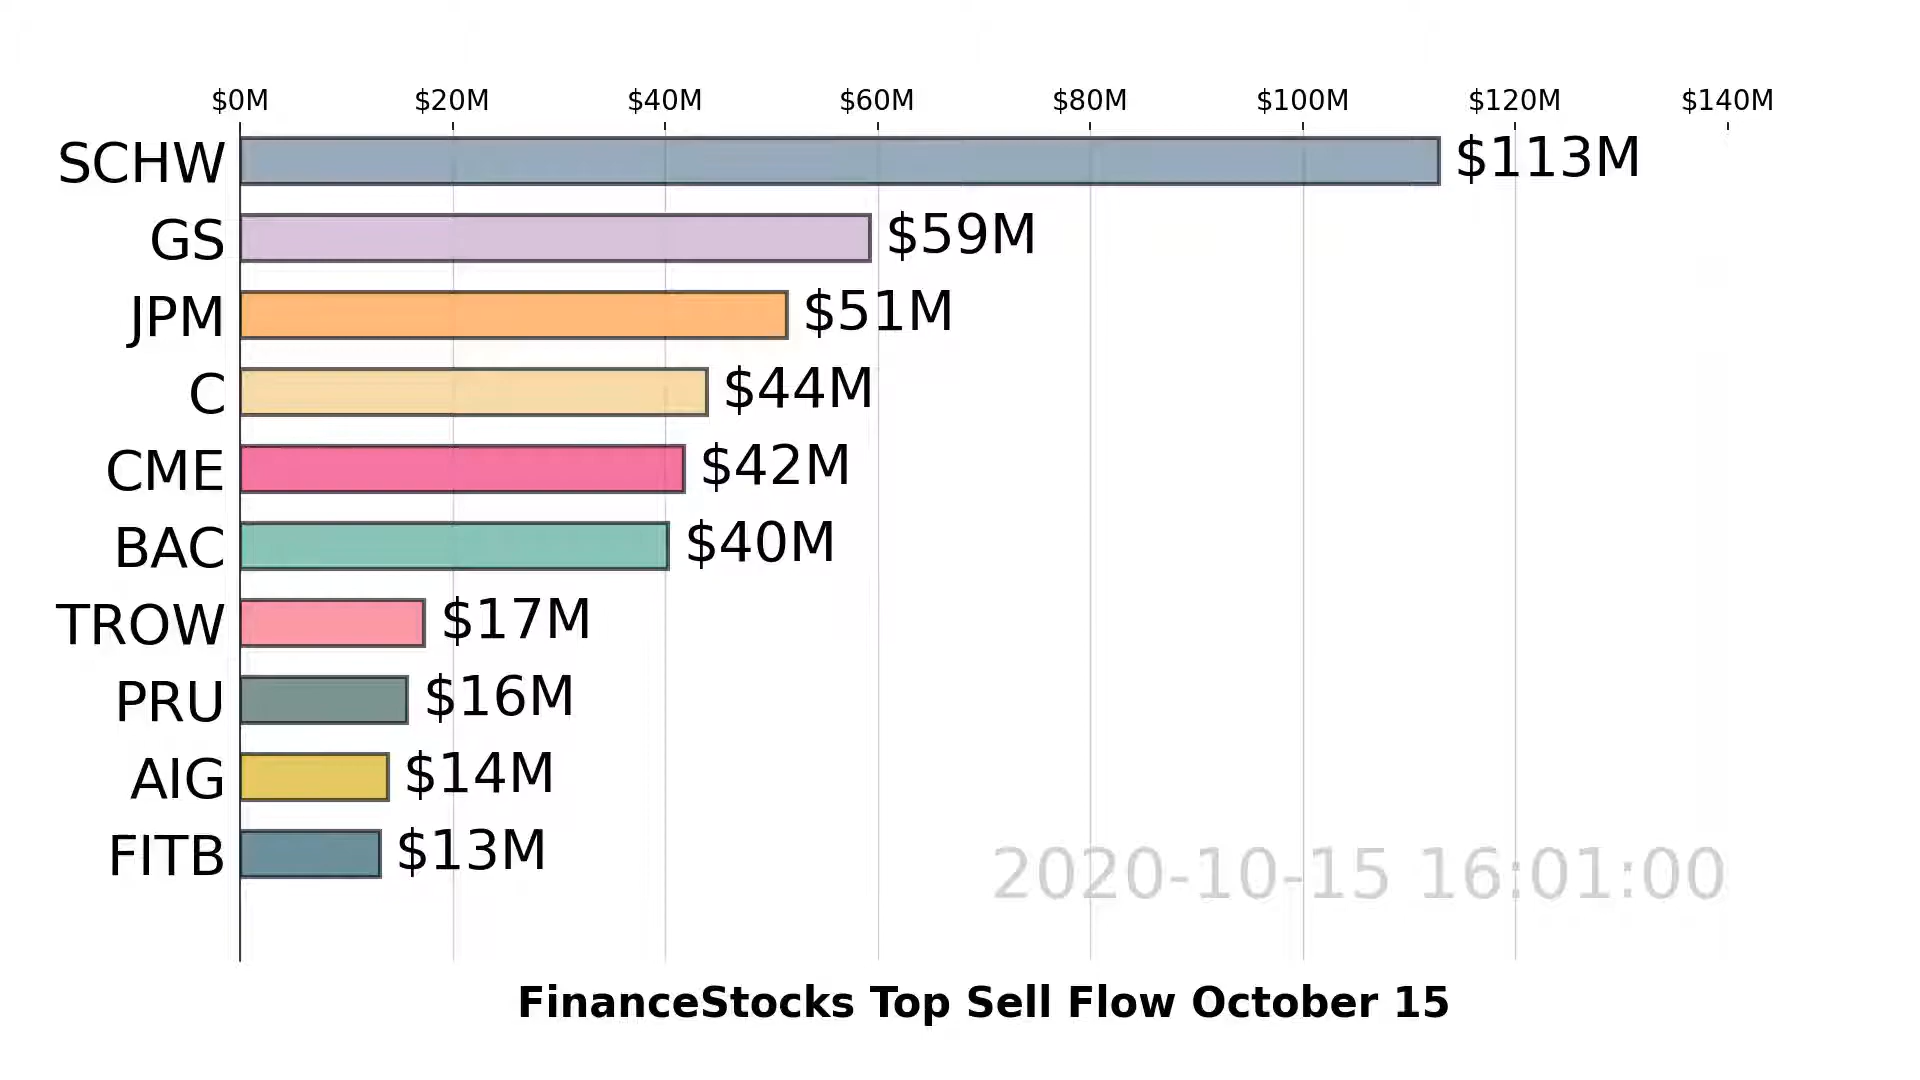 $0M $20M $40M $60M $80M $100M $120M $140M
SCHW $113M
GS $59M
JPM $51M
C $44M
CME $42M
BAC $40M
TROW $17M
PRU $16M
AIG $14M
FITB $13M
2020-10-15 16:01:00
FinanceStocks Top Sell Flow October 15